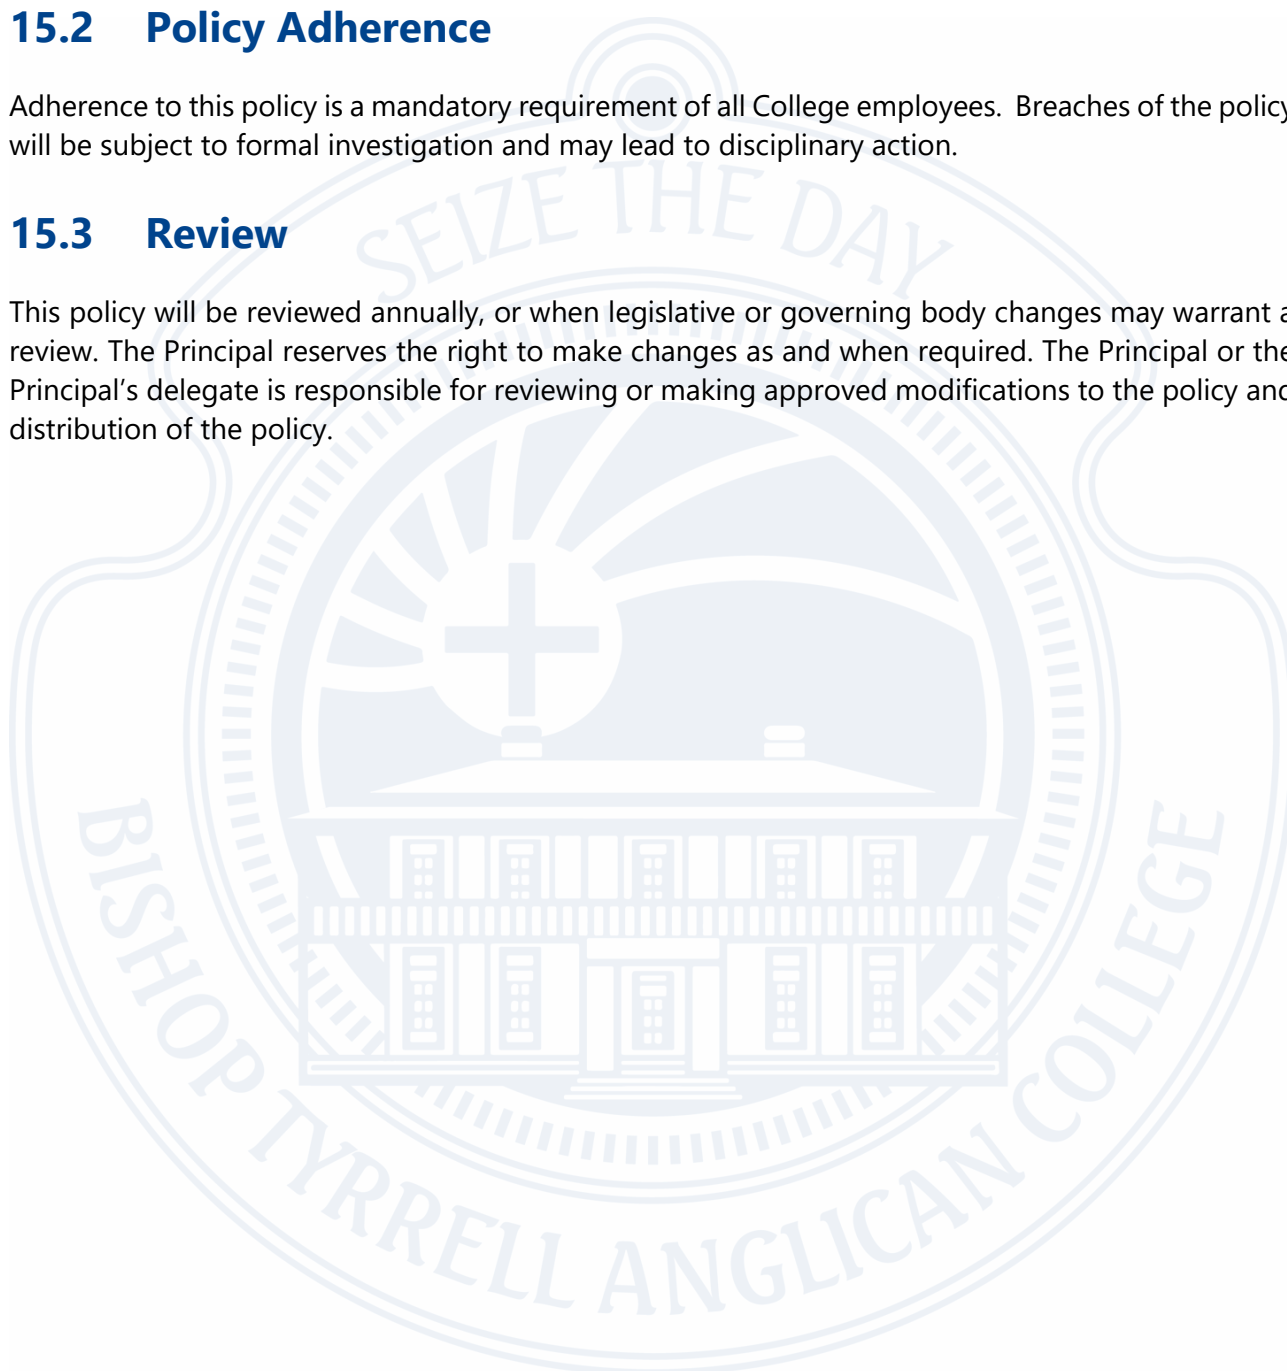 15.2 Policy Adherence
Adherence to this policy is a mandatory requirement of all College employees. Breaches of the policy
will be subject to formal investigation and may lead to disciplinary action.
SEIZE THE DAY
15.3 Review
This policy will be reviewed annually, or when legislative or governing body changes may warrant a
review. The Principal reserves the right to make changes as and when required. The Principal or the
Principal’s delegate is responsible for reviewing or making approved modifications to the policy and
distribution of the policy.
BISHOP TYRRELL ANGLICAN COLLEGE